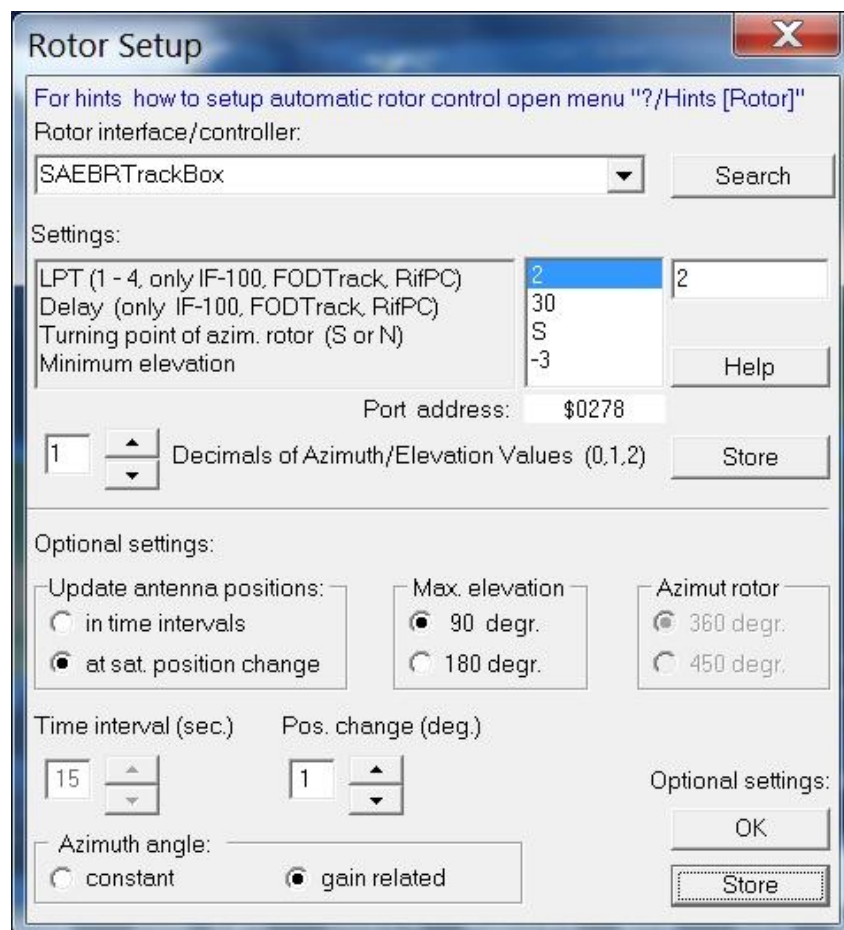 Rotor Setup
X
For hints how to setup automatic rotor control open menu "?/Hints [Rotor]"
Rotor interface/controller:
SAEBRTrackBox
Search
Settings:
LPT (1 - 4, only IF-100, FODTrack, RifPC) 2 2
Delay (only IF-100, FODTrack, RifPC) 30
Turning point of azim. rotor (S or N) S
Minimum elevation -3
Help
Port address: $0278
1 Decimals of Azimuth/Elevation Values (0,1,2) Store
Optional settings:
Update antenna positions: Max. elevation Azimut rotor
in time intervals 90 degr. 360 degr.
at sat. position change 180 degr. 450 degr.
Time interval (sec.) Pos. change (deg.)
15 1
Optional settings:
OK
Azimuth angle:
constant gain related
Store